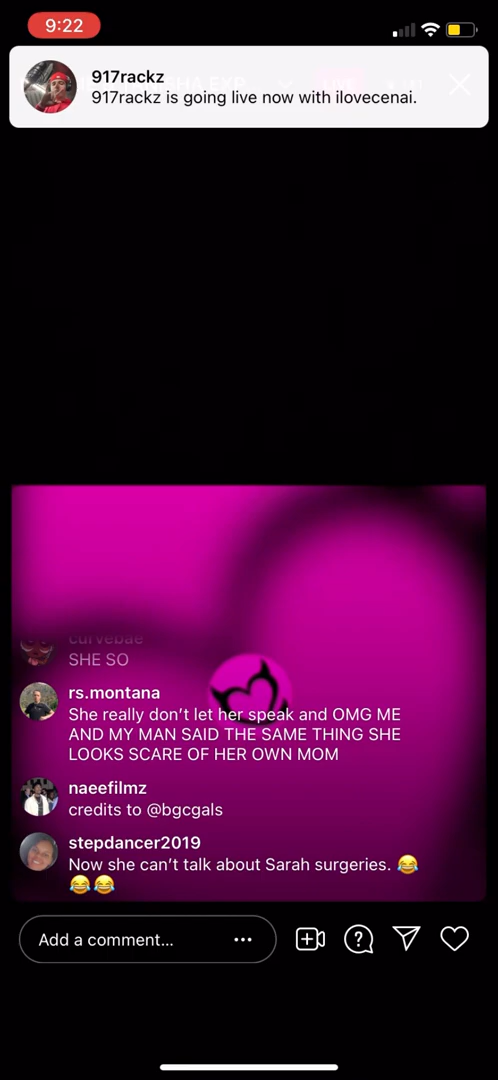 9:22
917rackz
917rackz is going live now with ilovecenai.
curvebae
SHE SO
rs.montana
She really don’t let her speak and OMG ME
AND MY MAN SAID THE SAME THING SHE
LOOKS SCARE OF HER OWN MOM
naeefilmz
credits to @bgcgals
stepdancer2019
Now she can’t talk about Sarah surgeries. 😂
😂😂
Add a comment...